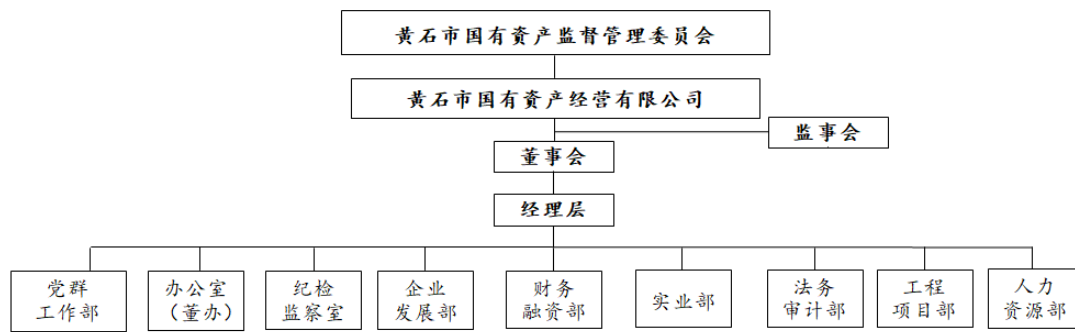 黄石市国有资产监督管理委员会
黄石市国有资产经营有限公司
监事会
董事会
经理层
党群
工作部
办公室
（董办）
纪检
监察室
企业
发展部
财务
融资部
实业部
法务
审计部
工程
项目部
人力
资源部